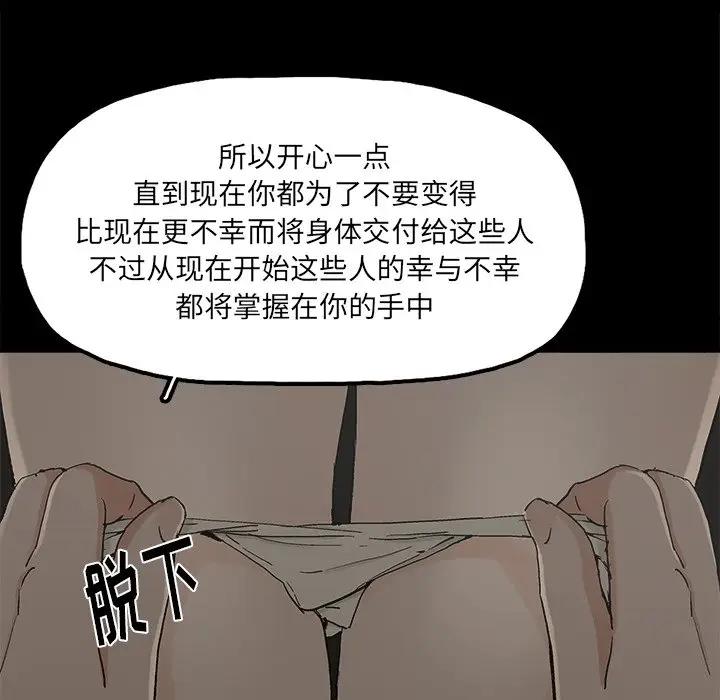 所以开心一点
直到现在你都为了不要变得
比现在更不幸而将身体交付给这些人
不过从现在开始这些人的幸与不幸
都将掌握在你的手中
脱下